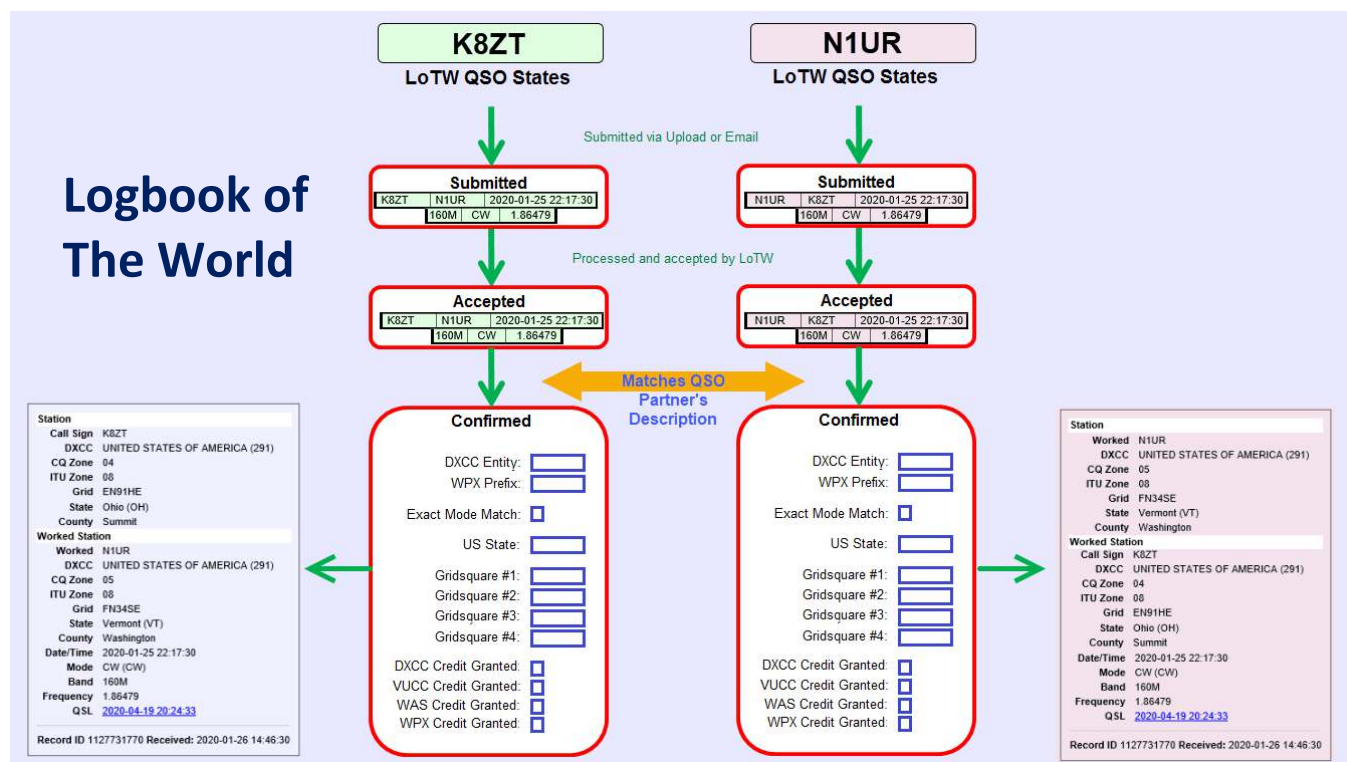 K8ZT
LoTW QSO States
N1UR
LoTW QSO States
Submitted via Upload or Email
Logbook of
The World
Submitted
K8ZT N1UR 2020-01-25 22:17:30
160M CW 1.86479
Submitted
N1UR K8ZT 2020-01-25 22:17:30
160M CW 1.86479
Processed and accepted by LoTW
Accepted
K8ZT N1UR 2020-01-25 22:17:30
160M CW 1.86479
Accepted
N1UR K8ZT 2020-01-25 22:17:30
160M CW 1.86479
Matches QSO
Partner's
Description
Station
Call Sign K8ZT
DXCC UNITED STATES OF AMERICA (291)
CQ Zone 04
ITU Zone 08
Grid EN91HE
State Ohio (OH)
County Summit
Worked Station
Worked N1UR
DXCC UNITED STATES OF AMERICA (291)
CQ Zone 05
ITU Zone 08
Grid FN34SE
State Vermont (VT)
County Washington
Date/Time 2020-01-25 22:17:30
Mode CW (CW)
Band 160M
Frequency 1.86479
QSL 2020-04-19 20:24:33
Record ID 1127731770 Received: 2020-01-26 14:46:30
Confirmed
DXCC Entity:
WPX Prefix:
Exact Mode Match:
US State:
Gridsquare #1:
Gridsquare #2:
Gridsquare #3:
Gridsquare #4:
DXCC Credit Granted:
VUCC Credit Granted:
WAS Credit Granted:
WPX Credit Granted:
Confirmed
DXCC Entity:
WPX Prefix:
Exact Mode Match:
US State:
Gridsquare #1:
Gridsquare #2:
Gridsquare #3:
Gridsquare #4:
DXCC Credit Granted:
VUCC Credit Granted:
WAS Credit Granted:
WPX Credit Granted:
Station
Worked N1UR
DXCC UNITED STATES OF AMERICA (291)
CQ Zone 05
ITU Zone 08
Grid FN34SE
State Vermont (VT)
County Washington
Worked Station
Call Sign K8ZT
DXCC UNITED STATES OF AMERICA (291)
CQ Zone 04
ITU Zone 08
Grid EN91HE
State Ohio (OH)
County Summit
Date/Time 2020-01-25 22:17:30
Mode CW (CW)
Band 160M
Frequency 1.86479
QSL 2020-04-19 20:24:33
Record ID 1127731770 Received: 2020-01-26 14:46:30